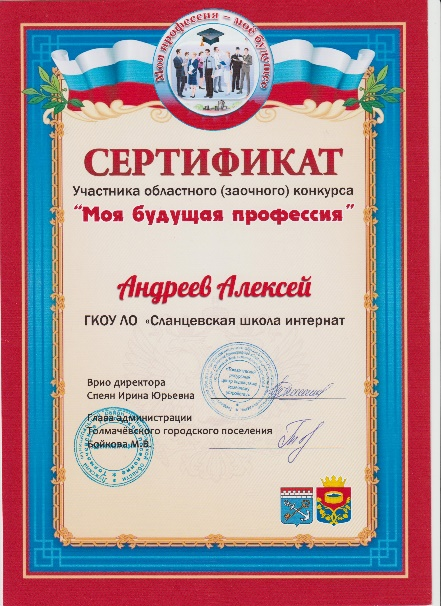 Моя профессия – моё будущее
СЕРТИФИКАТ
Участника областного (заочного) конкурса
"Моя будущая профессия"
Андреев Алексей
ГКОУ ЛО «Сланцевская школа интернат
Врио директора
Спеян Ирина Юрьевна
Глава администрации
Толмачёвского городского поселения
Бойкова М.В.